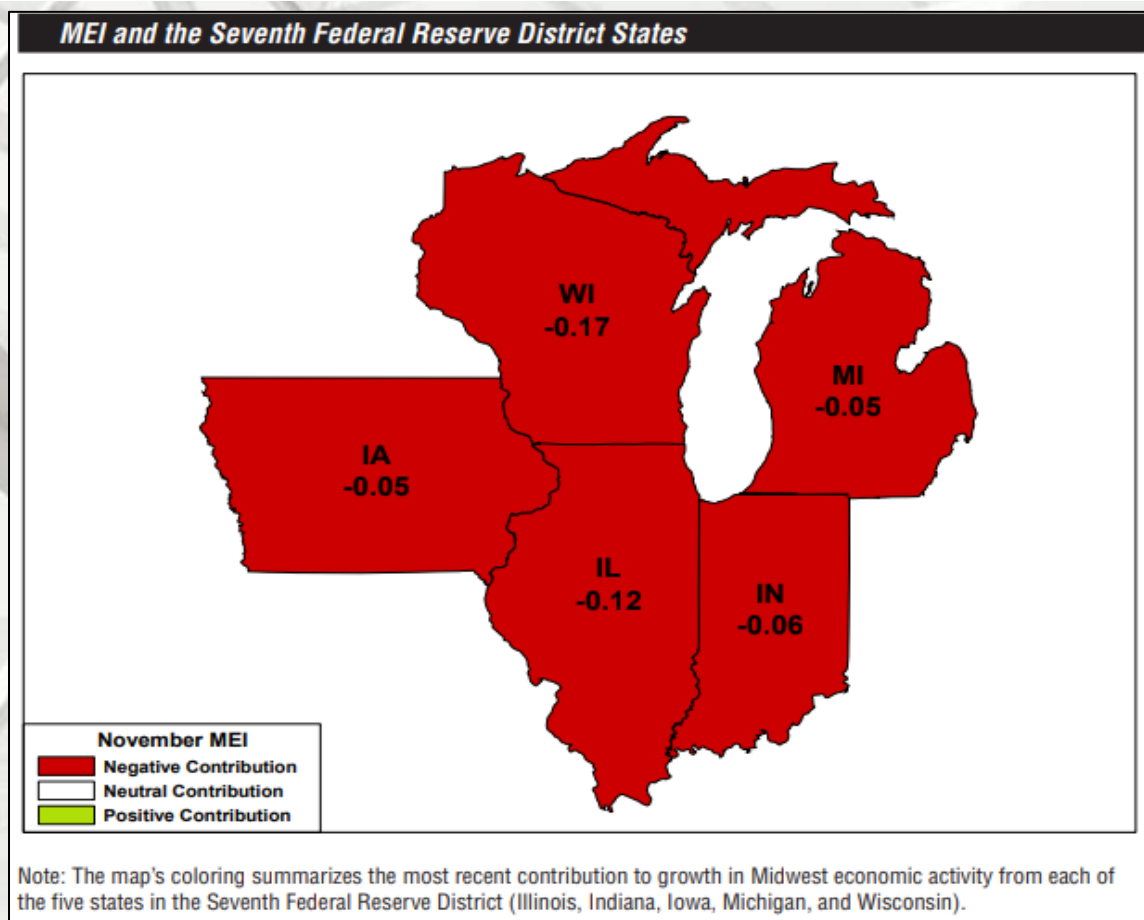 MEI and the Seventh Federal Reserve District States
WI
-0.17
MI
-0.05
IA
-0.05
IL
-0.12
IN
-0.06
November MEI
Negative Contribution
Neutral Contribution
Positive Contribution
Note: The map's coloring summarizes the most recent contribution to growth in Midwest economic activity from each of
the five states in the Seventh Federal Reserve District (Illinois, Indiana, Iowa, Michigan, and Wisconsin).